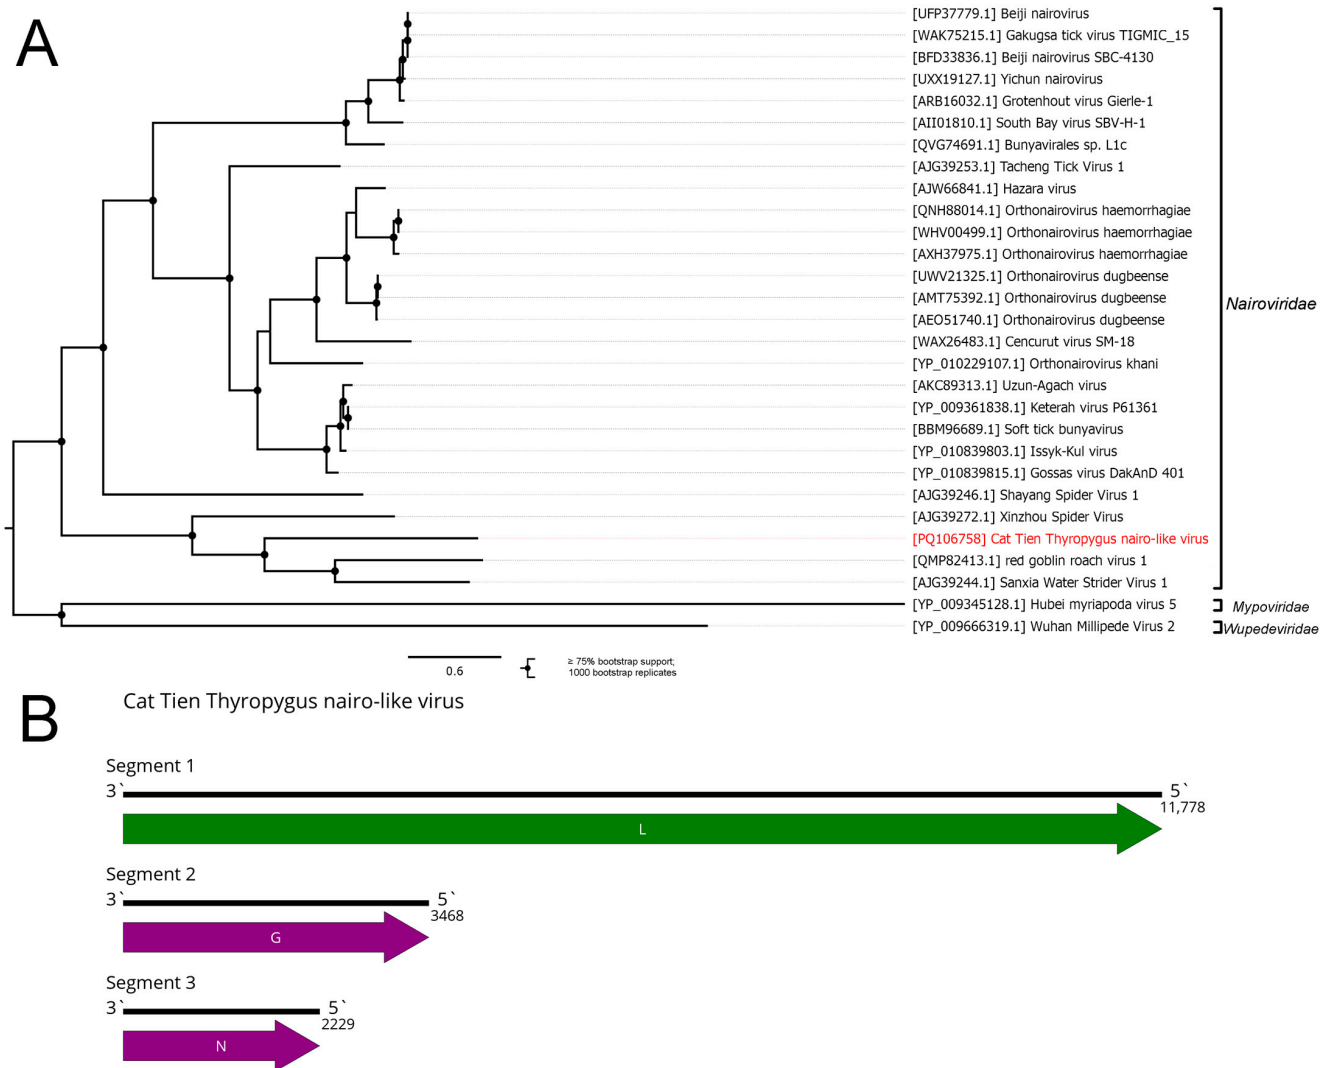 A
[UFP37779.1] Beiji nairovirus
[WAK75215.1] Gakugsa tick virus TIGMIC_15
[BFD33836.1] Beiji nairovirus SBC-4130
[UXX19127.1] Yichun nairovirus
[ARB16032.1] Grotenhout virus Gierle-1
[AII01810.1] South Bay virus SBV-H-1
[QVG74691.1] Bunyavirales sp. L1c
[AJG39253.1] Tacheng Tick Virus 1
[AJW66841.1] Hazara virus
[QNH88014.1] Orthonairovirus haemorrhagiae
[WHV00499.1] Orthonairovirus haemorrhagiae
[AXH37975.1] Orthonairovirus haemorrhagiae
[UWV21325.1] Orthonairovirus dugbeense
[AMT75392.1] Orthonairovirus dugbeense
[AEO51740.1] Orthonairovirus dugbeense
[WAX26483.1] Cencurut virus SM-18
[YP_010229107.1] Orthonairovirus khani
[AKC89313.1] Uzun-Agach virus
[YP_009361838.1] Keterah virus P61361
[BBM96689.1] Soft tick bunyavirus
[YP_010839803.1] Issyk-Kul virus
[YP_010839815.1] Gossas virus DakAnD 401
[AJG39246.1] Shayang Spider Virus 1
[AJG39272.1] Xinzhou Spider Virus
[PQ106758] Cat Tien Thyropygus nairo-like virus
[QMP82413.1] red goblin roach virus 1
[AJG39244.1] Sanxia Water Strider Virus 1
[YP_009345128.1] Hubei myriapoda virus 5
[YP_009666319.1] Wuhan Millipede Virus 2
Nairoviridae
Mypoviridae
Wupedeviridae
0.6
≥ 75% bootstrap support;
1000 bootstrap replicates
B
Cat Tien Thyropygus nairo-like virus
Segment 1
3` 5`
11,778
L
Segment 2
3` 5`
3468
G
Segment 3
3` 5`
2229
N